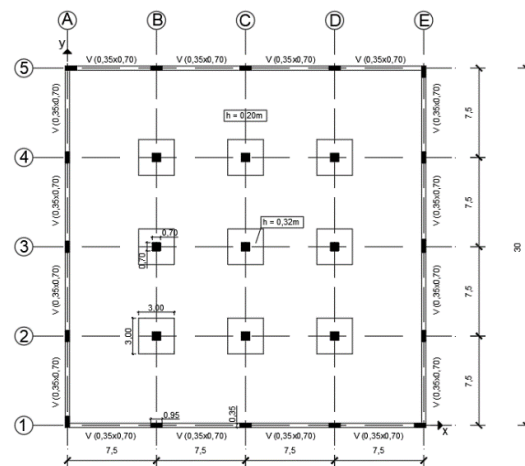 A B C D E
y
5
V (0,35x0,70) V (0,35x0,70) V (0,35x0,70) V (0,35x0,70)
V (0,35x0,70) V (0,35x0,70)
h = 0,20m
7,5
4
V (0,35x0,70) V (0,35x0,70)
7,5
30
h = 0,32m
0,70
3
0,70
V (0,35x0,70) V (0,35x0,70)
7,5
3,00
2
3,00
V (0,35x0,70) V (0,35x0,70)
7,5
0,95 0,35
1
x
V (0,35x0,70) V (0,35x0,70) V (0,35x0,70) V (0,35x0,70)
7,5 7,5 7,5 7,5